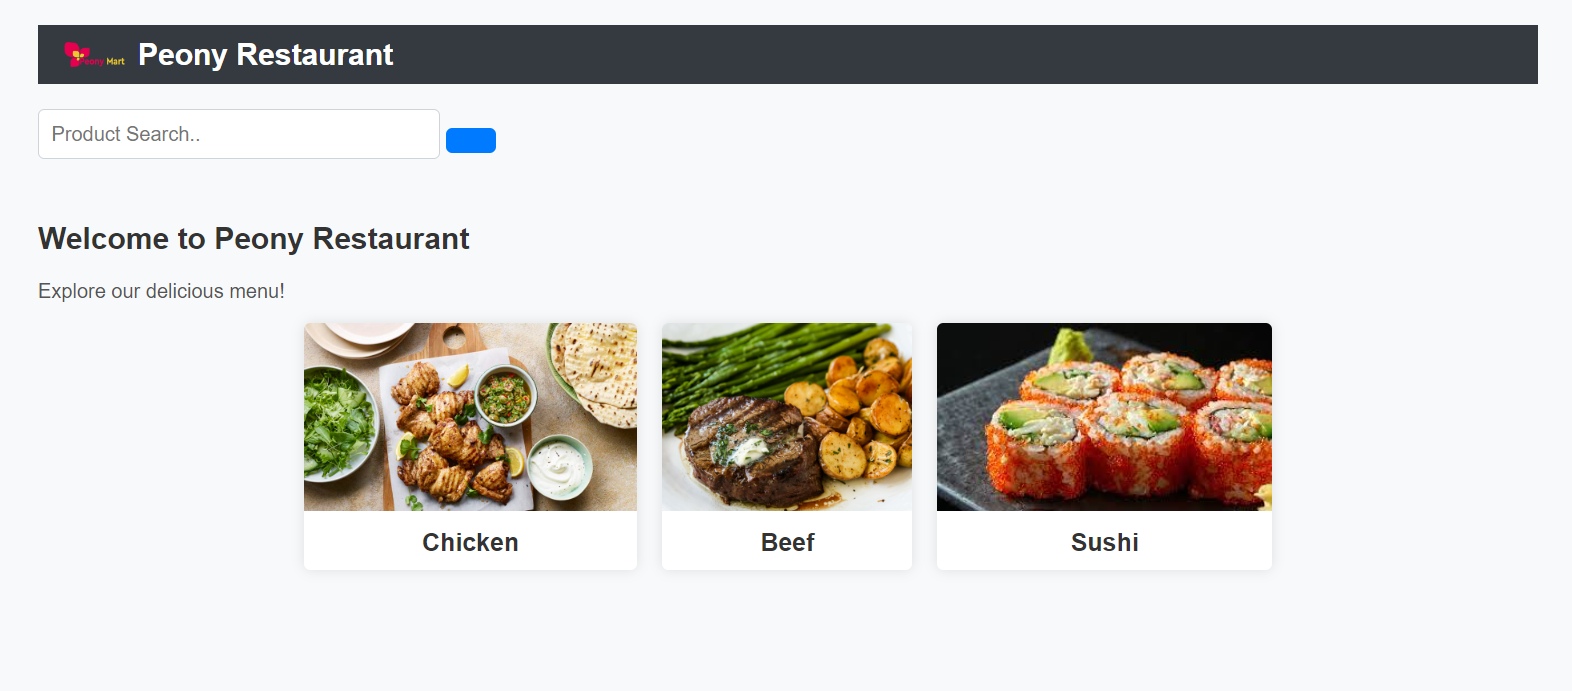 Peony Mart Peony Restaurant
Product Search..
Welcome to Peony Restaurant
Explore our delicious menu!
Chicken
Beef
Sushi